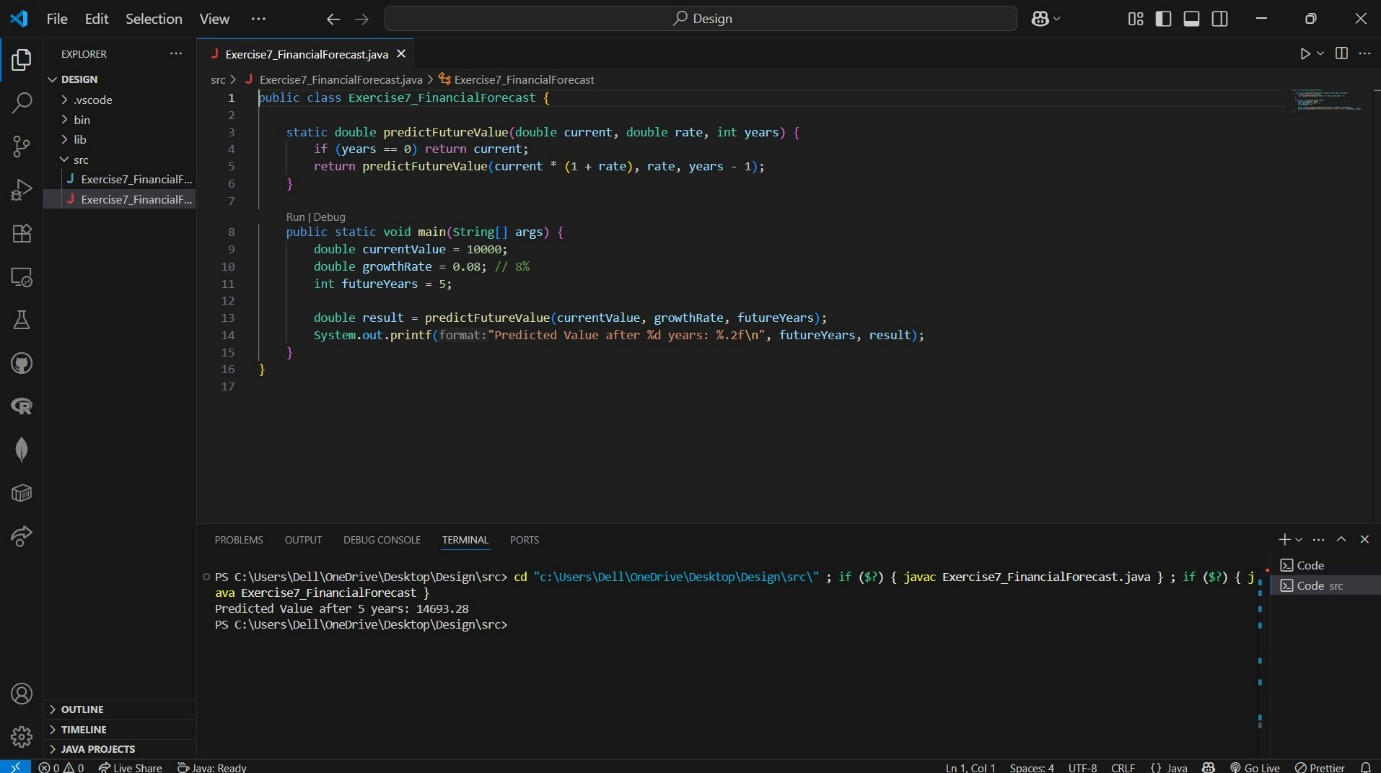 File Edit Selection View ··· Design
EXPLORER ···
DESIGN
.vscode
bin
lib
src
Exercise7_FinancialF...
Exercise7_FinancialF...
OUTLINE
TIMELINE
JAVA PROJECTS
Exercise7_FinancialForecast.java
src > Exercise7_FinancialForecast.java > Exercise7_FinancialForecast
1 public class Exercise7_FinancialForecast {
2
3 static double predictFutureValue(double current, double rate, int years) {
4 if (years == 0) return current;
5 return predictFutureValue(current * (1 + rate), rate, years - 1);
6 }
7
Run | Debug
8 public static void main(String[] args) {
9 double currentValue = 10000;
10 double growthRate = 0.08; // 8%
11 int futureYears = 5;
12
13 double result = predictFutureValue(currentValue, growthRate, futureYears);
14 System.out.printf(format:"Predicted Value after %d years: %.2f\n", futureYears, result);
15 }
16 }
17
PROBLEMS OUTPUT DEBUG CONSOLE TERMINAL PORTS
PS C:\Users\Dell\OneDrive\Desktop\Design\src> cd "c:\Users\Dell\OneDrive\Desktop\Design\src\" ; if ($?) { javac Exercise7_FinancialForecast.java } ; if ($?) { j
ava Exercise7_FinancialForecast }
Predicted Value after 5 years: 14693.28
PS C:\Users\Dell\OneDrive\Desktop\Design\src>
Code
Code src
0 0 Live Share Java: Ready Ln 1, Col 1 Spaces: 4 UTF-8 CRLF {} Java Go Live Prettier